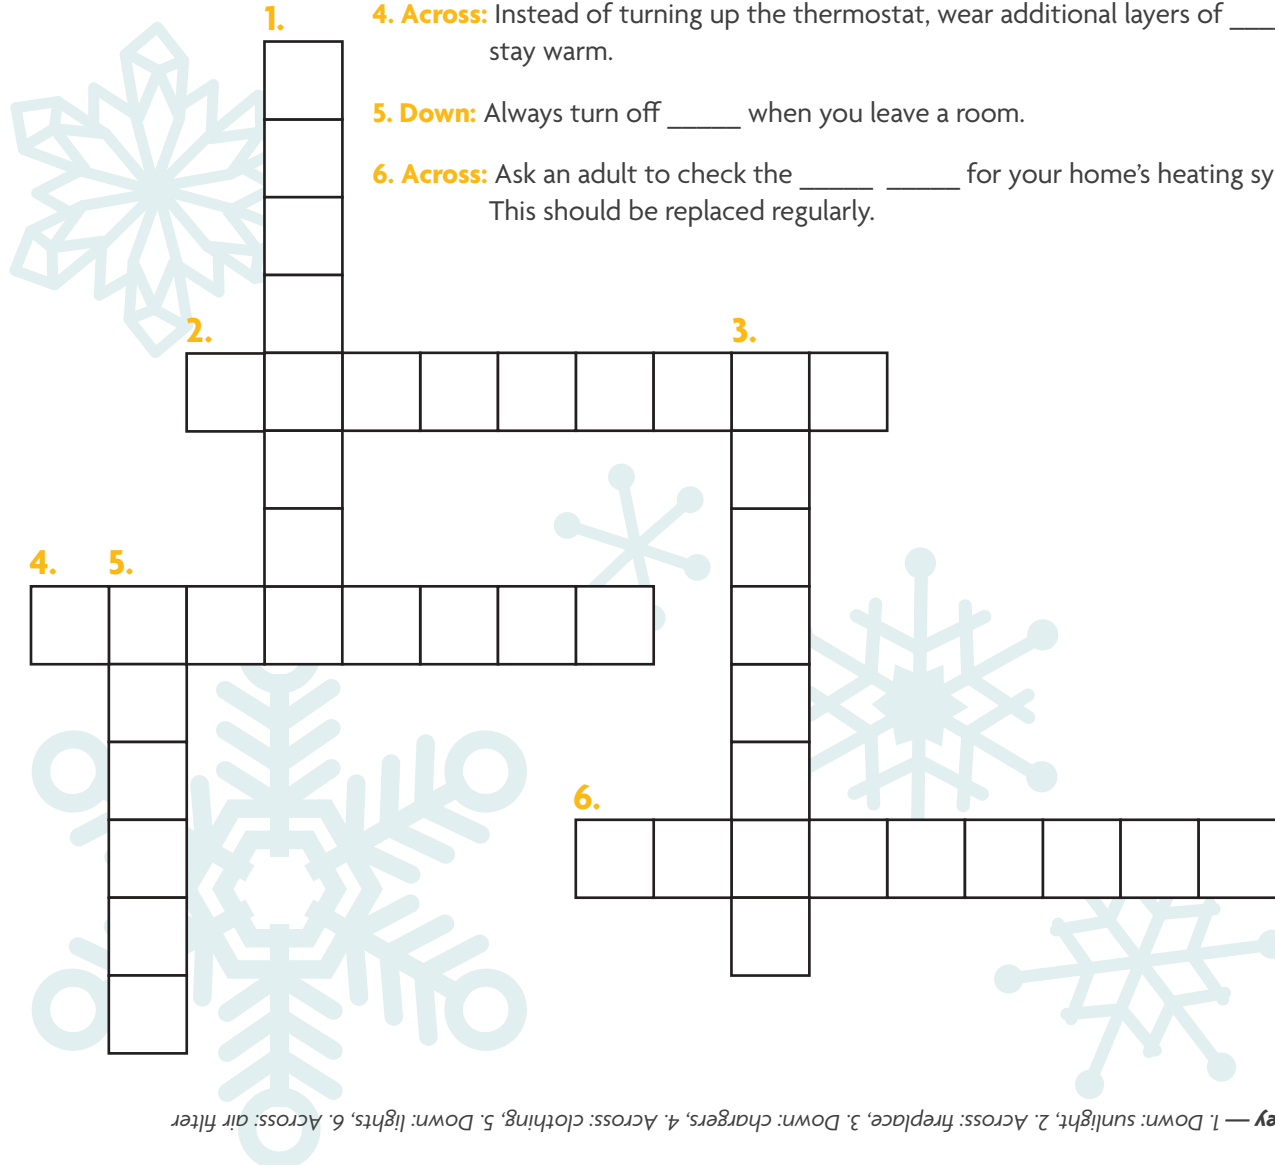 1.
4. Across: Instead of turning up the thermostat, wear additional layers of ____
stay warm.
5. Down: Always turn off _____ when you leave a room.
6. Across: Ask an adult to check the _____ _____ for your home’s heating sy
This should be replaced regularly.
2.
3.
4.
5.
6.
ey — 1. Down: sunlight, 2. Across: fireplace, 3. Down: chargers, 4. Across: clothing, 5. Down: lights, 6. Across: air filter